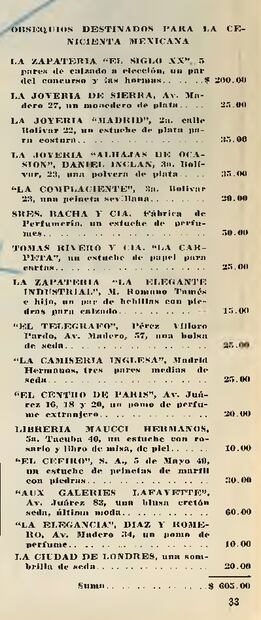 OBSEQUIOS DESTINADOS PARA LA CE-
NICIENTA MEXICANA
LA ZAPATERIA "EL SIGLO XX", 5
pares de calzado a elección, un par
del concurso y las hormas.......$ 200.00
LA JOYERIA DE SIERRA, Av. Ma-
dero 27, un monedero de plata..... 25.00
LA JOYERIA "MADRID", 2a. calle
Bolívar 22, un estuche de plata pa-
ra costura..................... 35.00
LA JOYERIA "ALHAJAS DE OCA-
SION", DANIEL INCLAN, 3a. Bolí-
var, 23, una polvera de plata..... 35.00
"LA COMPLACIENTE", 3a. Bolívar
23, una peineta sevillana........ 20.00
SRES. BACHA Y CIA. Fábrica de
Perfumería, un estuche de perfu-
mes............................ 50.00
TOMAS RIVERO Y CIA. "LA CAR-
PETA", un estuche de papel para
cartas.......................... 25.00
LA ZAPATERIA "LA ELEGANTE
INDUSTRIAL", M. Romano Tamés
e hijo, un par de hebillas con pie-
dras para calzado.............. 15.00
"EL TELEGRAFO", Pérez Villoro
Pardo, Av. Madero, 57, una bolsa
de seda......................... 25.00
"LA CAMISERIA INGLESA", Madrid
Hermanos, tres pares medias de
seda............................ 25.00
"EL CENTRO DE PARIS", Av. Juá-
rez 16, 18 y 20, un pomo de perfu-
me extranjero.................. 20.00
LIBRERIA MAUCCI HERMANOS,
5a. Tacuba 40, un estuche con ro-
sario y libro de misa, de piel..... 10.00
"EL CEFIRO", S. A., 5 de Mayo 40,
un estuche de peinetas de marfil
con piedras.................... 30.00
"AUX GALERIES LAFAYETTE",
Av. Juárez 83, una blusa cretón
seda, última moda.............. 60.00
"LA ELEGANCIA", DIAZ Y ROME-
RO, Av. Madero 34, un pomo de
perfume........................ 10.00
LA CIUDAD DE LONDRES, una som-
brilla de seda.................. 20.00
Suma.............$ 605.00
33